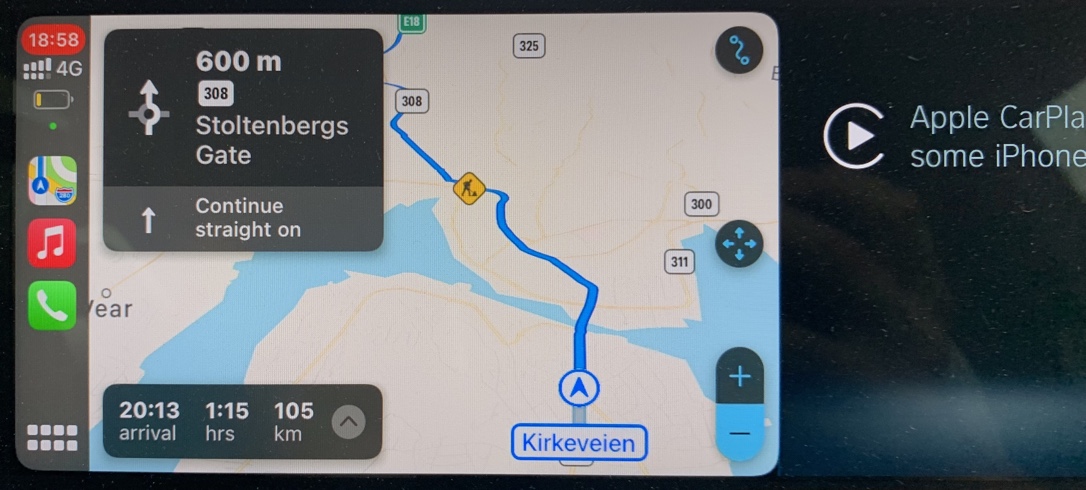 18:58
4G
600 m
308
Stoltenbergs
Gate
Continue
straight on
E18
325
308
300
311
20:13 1:15 105
arrival hrs km
Kirkeveien
Apple CarPla
some iPhone